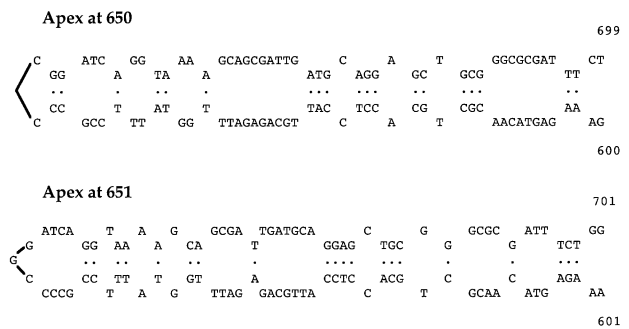 Apex at 650
699
C ATC GG AA GCAGCGATTG C A T GGCGCGAT CT
GG A TA A ATG AGG GC GCG TT
.. . .. . ... ... .. ... ..
CC T AT T TAC TCC CG CGC AA
C GCC TT GG TTAGAGACGT C A T AACATGAG AG
600
Apex at 651
701
ATCA T A G GCGA TGATGCA C G GCGC ATT GG
G GG AA A CA T GGAG TGC G G TCT
G .. .. . .. . .... ... . . ...
C CC TT T GT A CCTC ACG C C AGA
CCCG T A G TTAG GACGTTA C T GCAA ATG AA
601